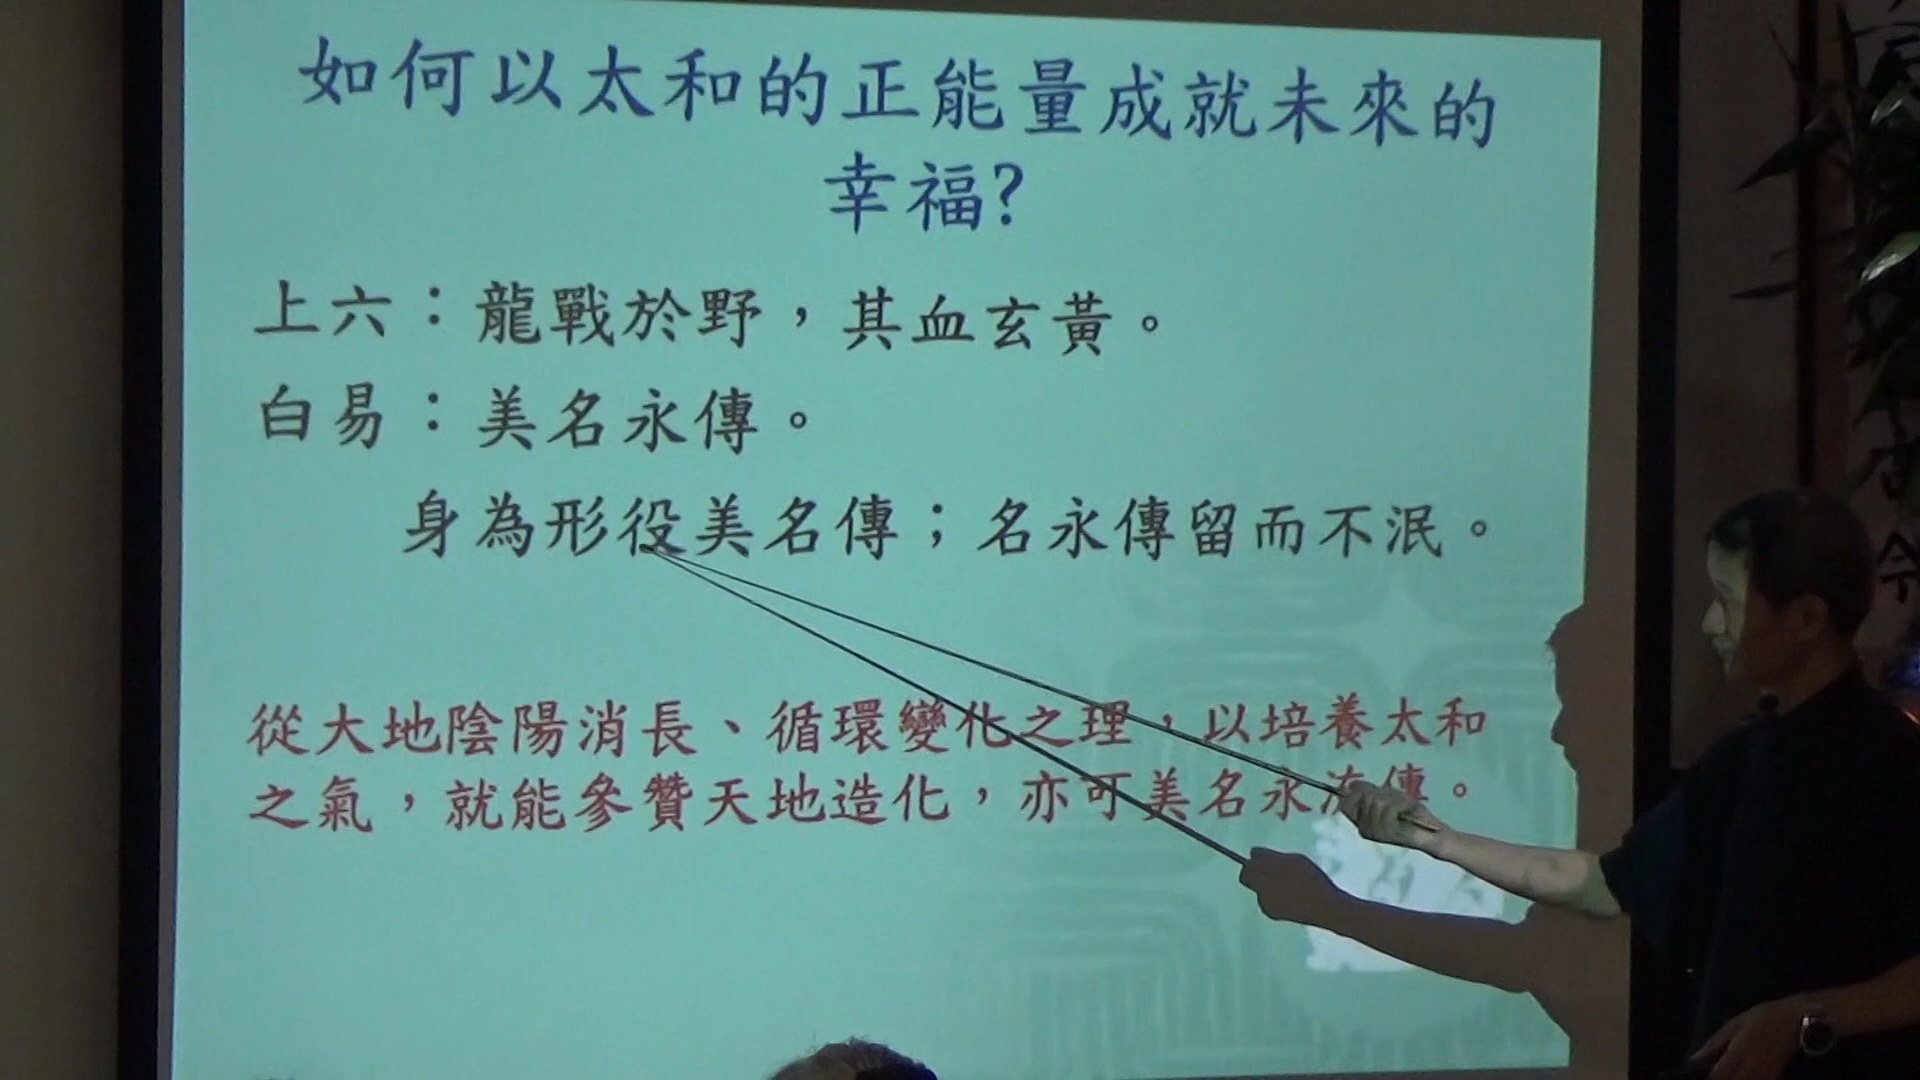 如何以太和的正能量成就未來的
幸福?
上六：龍戰於野，其血玄黃。
白易：美名永傳。
身為形役美名傳；名永傳留而不泯。
從大地陰陽消長、循環變化之理，以培養太和
之氣，就能參贊天地造化，亦可美名永流傳。
今